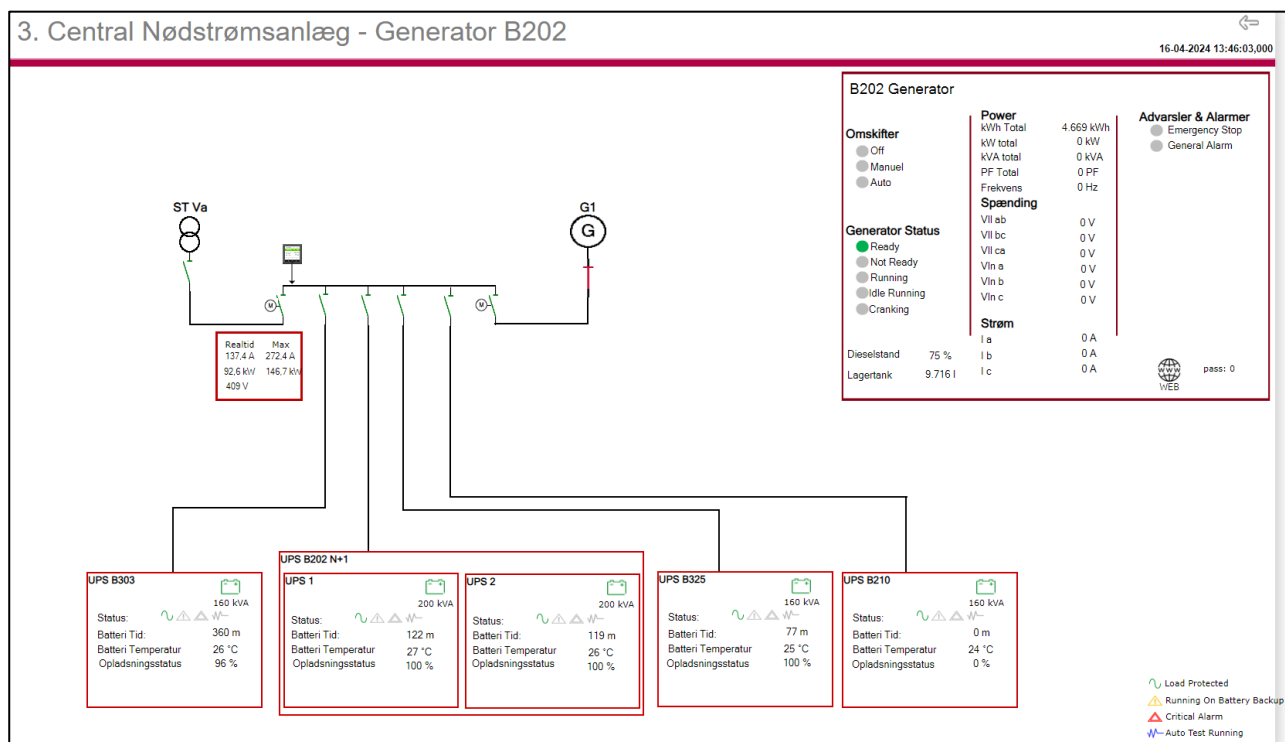 3. Central Nødstrømsanlæg - Generator B202
16-04-2024 13:46:03,000
B202 Generator
Omskifter
Off
Manuel
Auto
Generator Status
Ready
Not Ready
Running
Idle Running
Cranking
Dieselstand 75 %
Lagertank 9.716 l
Power
kWh Total 4.669 kWh
kW total 0 kW
kVA total 0 kVA
PF Total 0 PF
Frekvens 0 Hz
Spænding
Vll ab 0 V
Vll bc 0 V
Vll ca 0 V
Vln a 0 V
Vln b 0 V
Vln c 0 V
Strøm
I a 0 A
I b 0 A
I c 0 A
Advarsler & Alarmer
Emergency Stop
General Alarm
WWW
WEB
pass: 0
ST Va
G1
G
M
M
Realtid Max
137,4 A 272,4 A
92,6 kW 146,7 kW
409 V
UPS B303
160 kVA
Status:
Batteri Tid: 360 m
Batteri Temperatur 26 °C
Opladsningsstatus 96 %
UPS B202 N+1
UPS 1
200 kVA
Status:
Batteri Tid: 122 m
Batteri Temperatur 27 °C
Opladsningsstatus 100 %
UPS 2
200 kVA
Status:
Batteri Tid: 119 m
Batteri Temperatur 26 °C
Opladsningsstatus 100 %
UPS B325
160 kVA
Status:
Batteri Tid: 77 m
Batteri Temperatur 25 °C
Opladsningsstatus 100 %
UPS B210
160 kVA
Status:
Batteri Tid: 0 m
Batteri Temperatur 24 °C
Opladsningsstatus 0 %
Load Protected
Running On Battery Backup
Critical Alarm
Auto Test Running